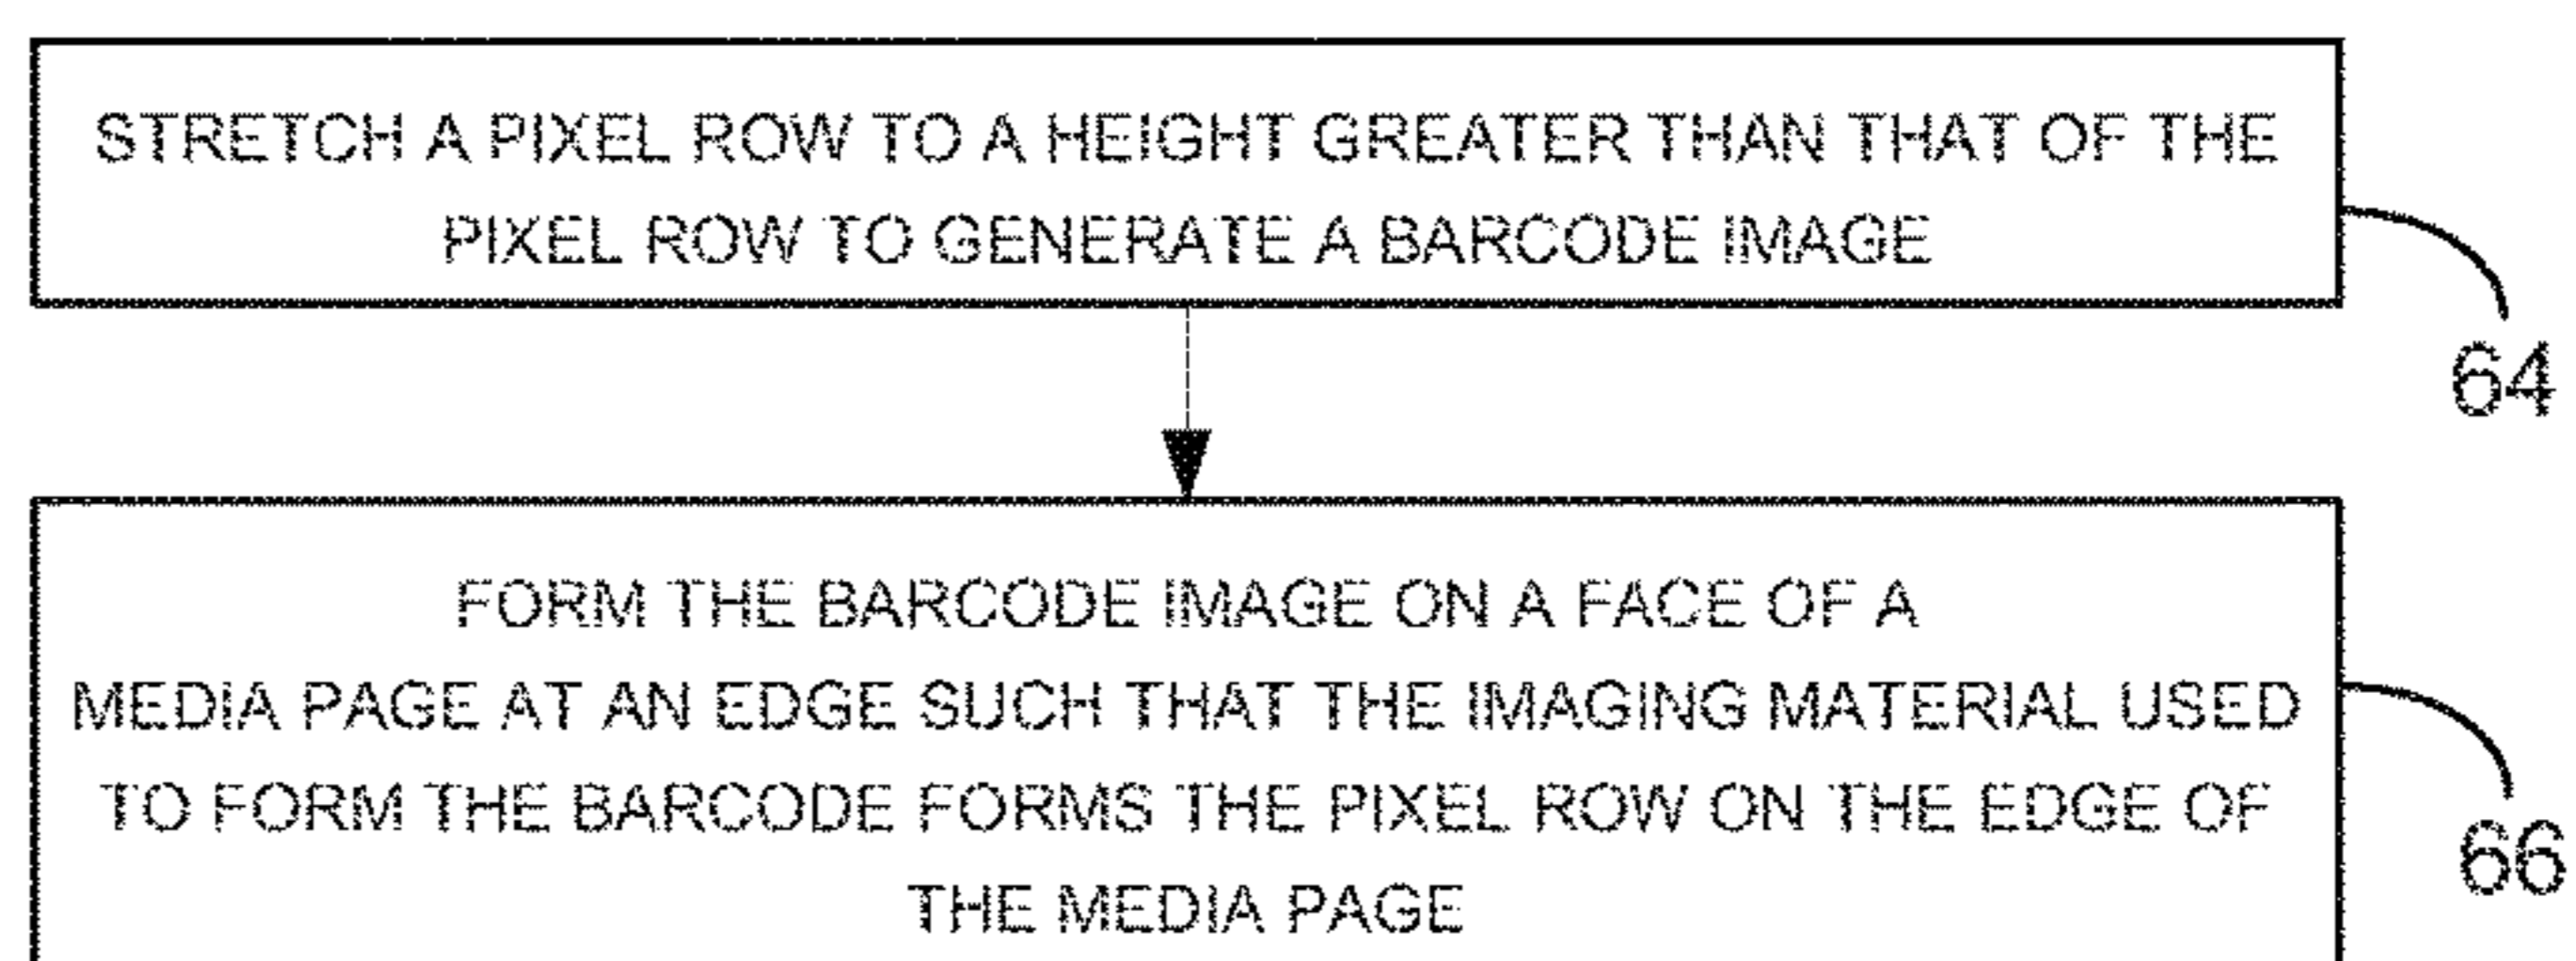 STRETCH A PIXEL ROW TO A HEIGHT GREATER THAN THAT OF THE
PIXEL ROW TO GENERATE A BARCODE IMAGE
64
FORM THE BARCODE IMAGE ON A FACE OF A
MEDIA PAGE AT AN EDGE SUCH THAT THE IMAGING MATERIAL USED
TO FORM THE BARCODE FORMS THE PIXEL ROW ON THE EDGE OF
THE MEDIA PAGE
66